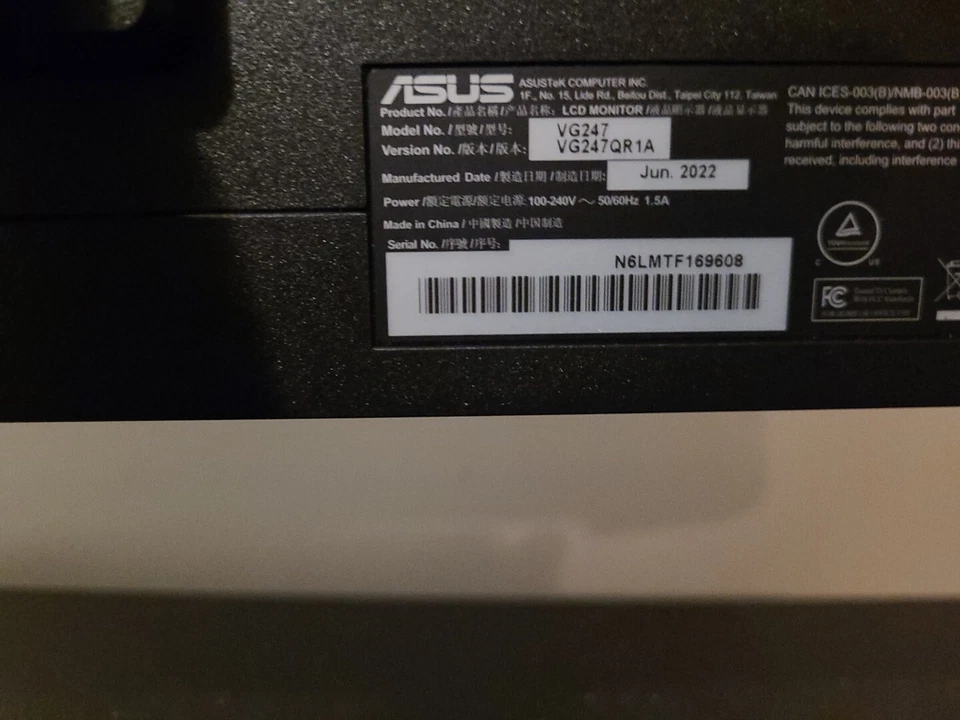 ASUS
ASUSTeK COMPUTER INC.
1F., No. 15, Lide Rd., Beitou Dist., Taipei City 112, Taiwan
Product No./產品名稱/产品名称: LCD MONITOR /液晶顯示器/液晶显示器
Model No. /型號/型号: VG247
Version No. /版本/版本: VG247QR1A
Manufactured Date /製造日期/制造日期: Jun. 2022
Power /額定電源/额定电源: 100-240V ~ 50/60Hz 1.5A
Made in China / 中國製造 /中国制造
Serial No. /序號/序号:
N6LMTF169608
CAN ICES-003(B)/NMB-003(B
This device complies with part
subject to the following two con
harmful interference, and (2) thi
received, including interference
C US
FC